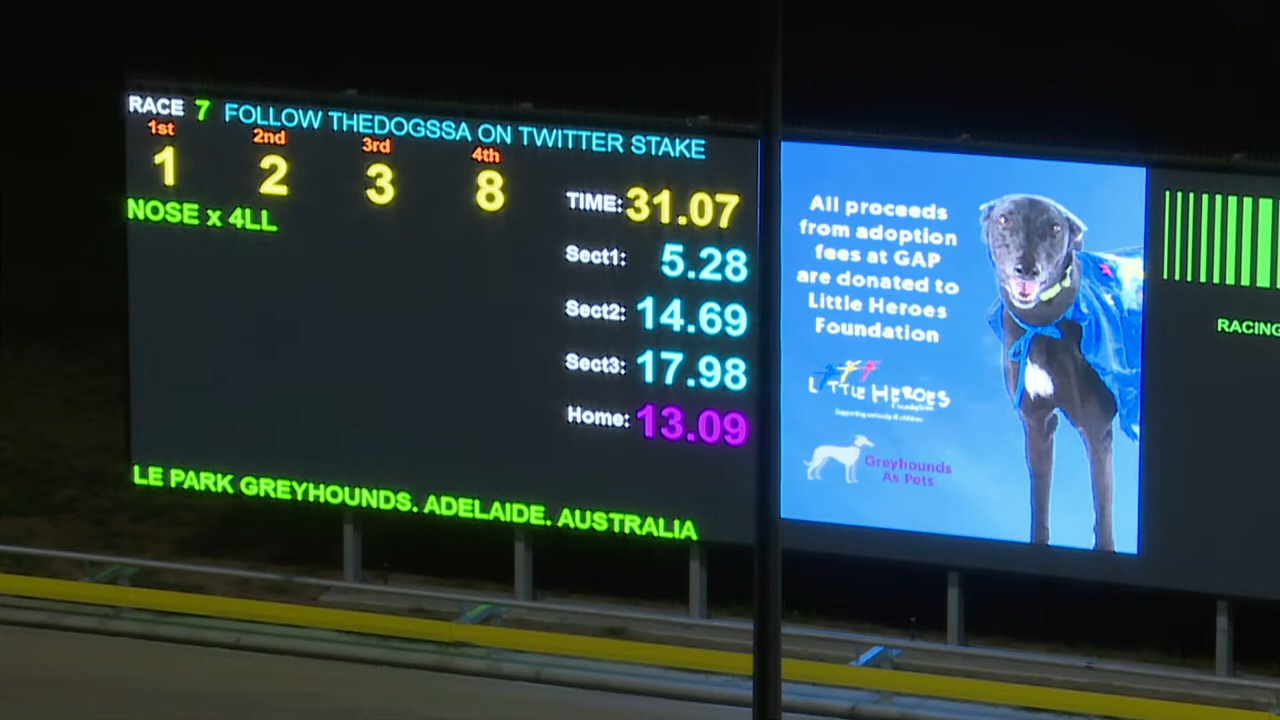 RACE 7 FOLLOW THEDOGSSA ON TWITTER STAKE
1st 2nd 3rd 4th
1 2 3 8
NOSE x 4LL
TIME: 31.07
Sect1: 5.28
Sect2: 14.69
Sect3: 17.98
Home: 13.09
LE PARK GREYHOUNDS. ADELAIDE. AUSTRALIA
All proceeds
from adoption
fees at GAP
are donated to
Little Heroes
Foundation
LITTLE HEROES
Foundation
Greyhounds
As Pets
RACING